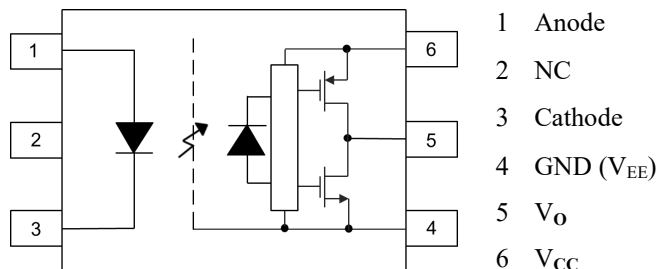 1
2
3
6
5
4
1 Anode
2 NC
3 Cathode
4 GND (VEE)
5 VO
6 VCC